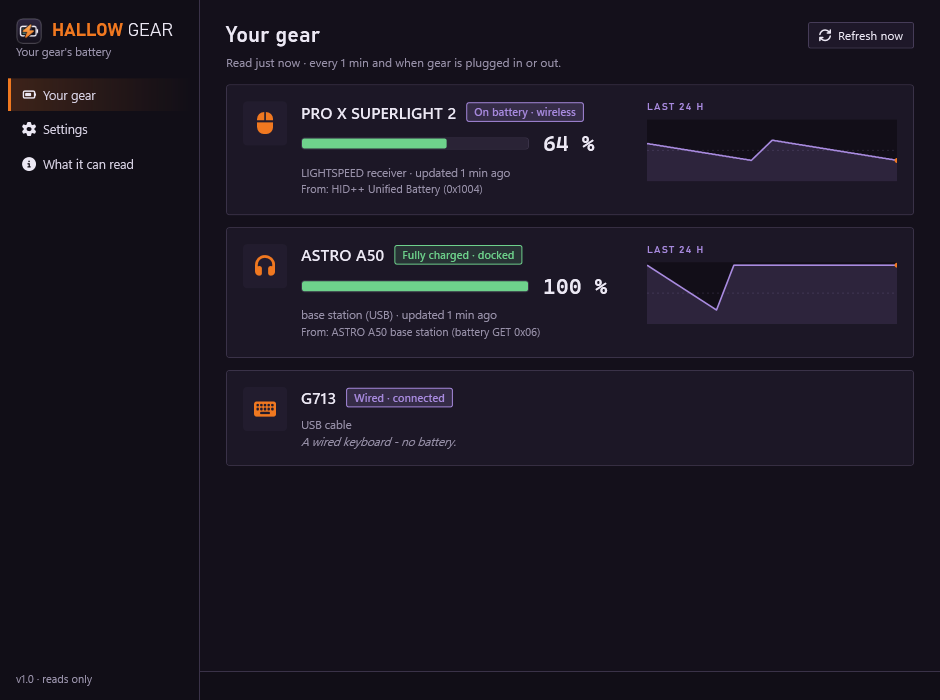 HALLOW GEAR
Your gear's battery
Your gear
Settings
What it can read
v1.0 · reads only
Your gear
Refresh now
Read just now · every 1 min and when gear is plugged in or out.
PRO X SUPERLIGHT 2
On battery · wireless
64 %
LIGHTSPEED receiver · updated 1 min ago
From: HID++ Unified Battery (0x1004)
LAST 24 H
ASTRO A50
Fully charged · docked
100 %
base station (USB) · updated 1 min ago
From: ASTRO A50 base station (battery GET 0x06)
LAST 24 H
G713
Wired · connected
USB cable
A wired keyboard - no battery.